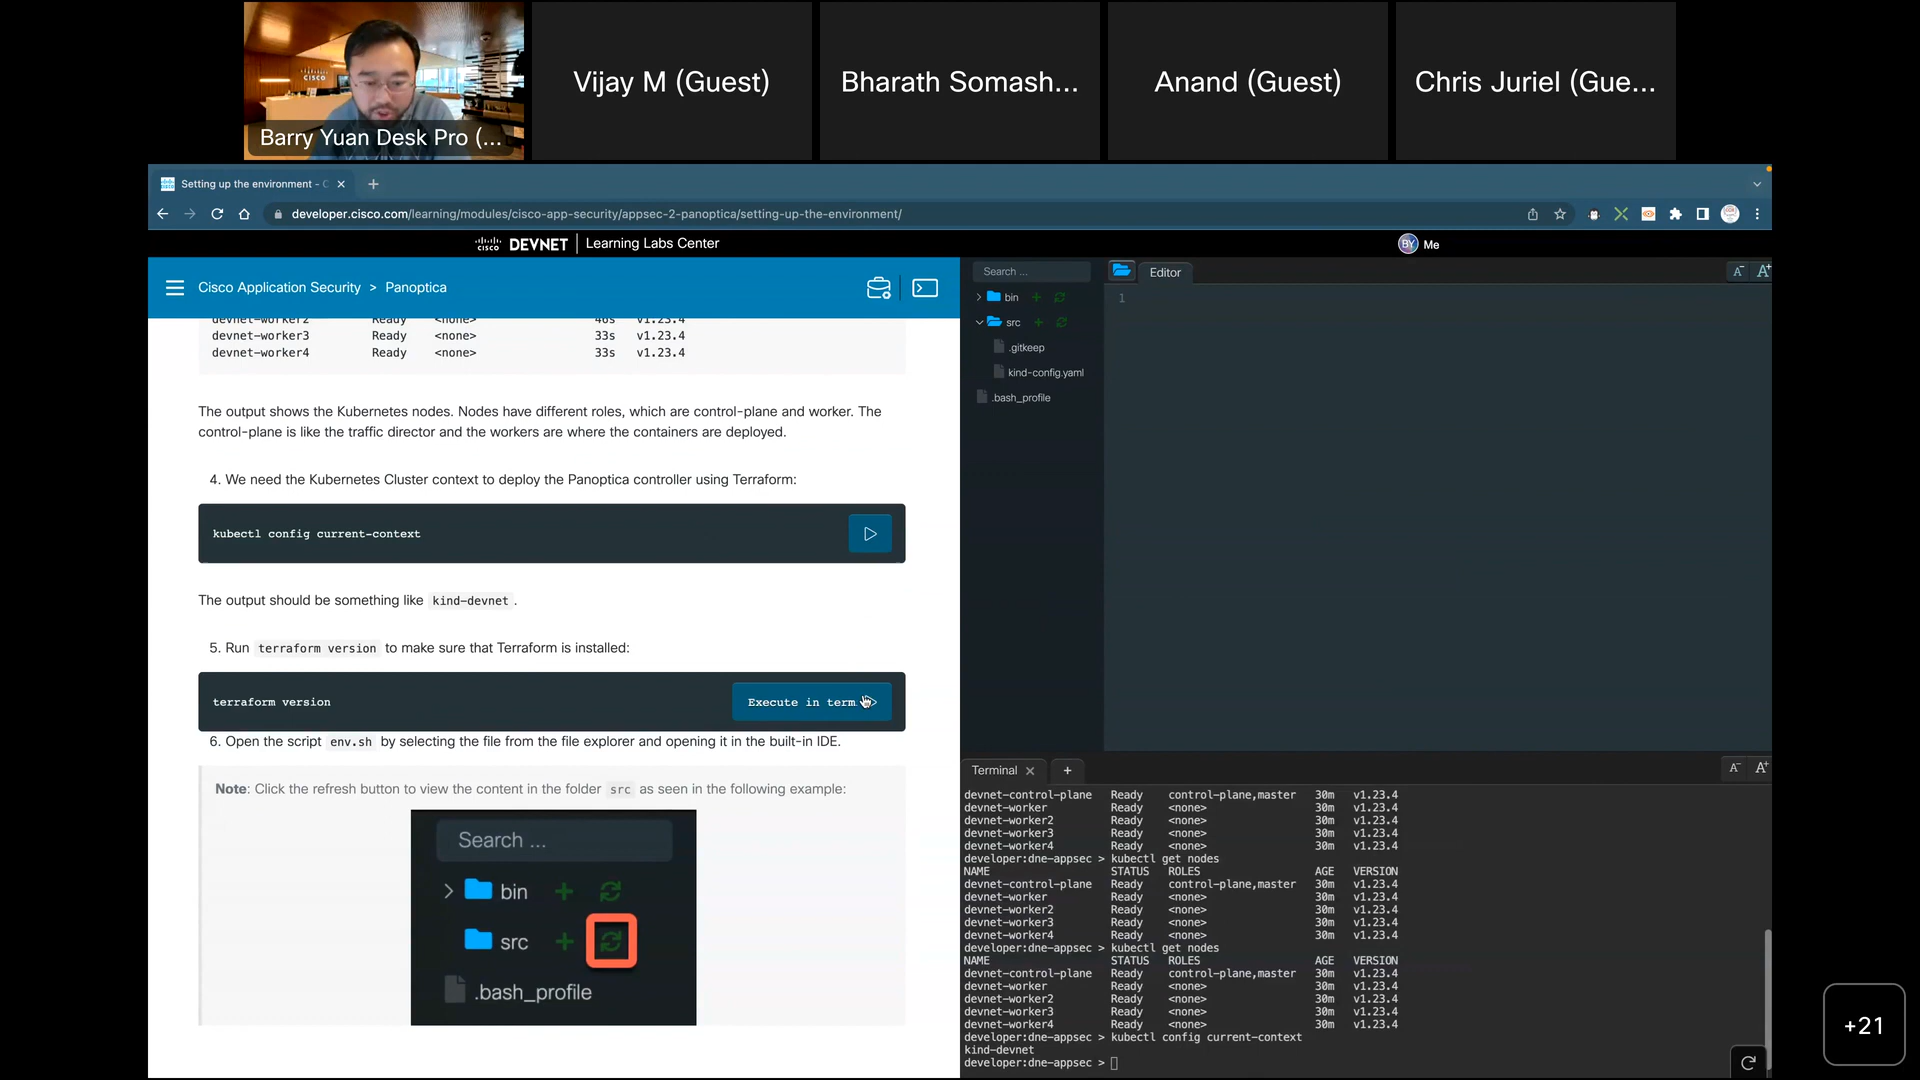 CISCO
Barry Yuan Desk Pro (...
Vijay M (Guest)
Bharath Somash...
Anand (Guest)
Chris Juriel (Gue...
Setting up the environment - C
developer.cisco.com/learning/modules/cisco-app-security/appsec-2-panoptica/setting-up-the-environment/
CISCO DEVNET | Learning Labs Center
BY Me
Cisco Application Security > Panoptica
devnet-worker2 Ready <none> 46s v1.23.4
devnet-worker3 Ready <none> 33s v1.23.4
devnet-worker4 Ready <none> 33s v1.23.4
The output shows the Kubernetes nodes. Nodes have different roles, which are control-plane and worker. The
control-plane is like the traffic director and the workers are where the containers are deployed.
4. We need the Kubernetes Cluster context to deploy the Panoptica controller using Terraform:
kubectl config current-context
The output should be something like kind-devnet .
5. Run terraform version to make sure that Terraform is installed:
terraform version
Execute in term
6. Open the script env.sh by selecting the file from the file explorer and opening it in the built-in IDE.
Note: Click the refresh button to view the content in the folder src as seen in the following example:
Search ...
bin
src
.bash_profile
Search ...
bin
src
.gitkeep
kind-config.yaml
.bash_profile
Editor
A- A+
1
Terminal
A- A+
devnet-control-plane Ready control-plane,master 30m v1.23.4
devnet-worker Ready <none> 30m v1.23.4
devnet-worker2 Ready <none> 30m v1.23.4
devnet-worker3 Ready <none> 30m v1.23.4
devnet-worker4 Ready <none> 30m v1.23.4
developer:dne-appsec > kubectl get nodes
NAME STATUS ROLES AGE VERSION
devnet-control-plane Ready control-plane,master 30m v1.23.4
devnet-worker Ready <none> 30m v1.23.4
devnet-worker2 Ready <none> 30m v1.23.4
devnet-worker3 Ready <none> 30m v1.23.4
devnet-worker4 Ready <none> 30m v1.23.4
developer:dne-appsec > kubectl get nodes
NAME STATUS ROLES AGE VERSION
devnet-control-plane Ready control-plane,master 30m v1.23.4
devnet-worker Ready <none> 30m v1.23.4
devnet-worker2 Ready <none> 30m v1.23.4
devnet-worker3 Ready <none> 30m v1.23.4
devnet-worker4 Ready <none> 30m v1.23.4
developer:dne-appsec > kubectl config current-context
kind-devnet
developer:dne-appsec >
+21